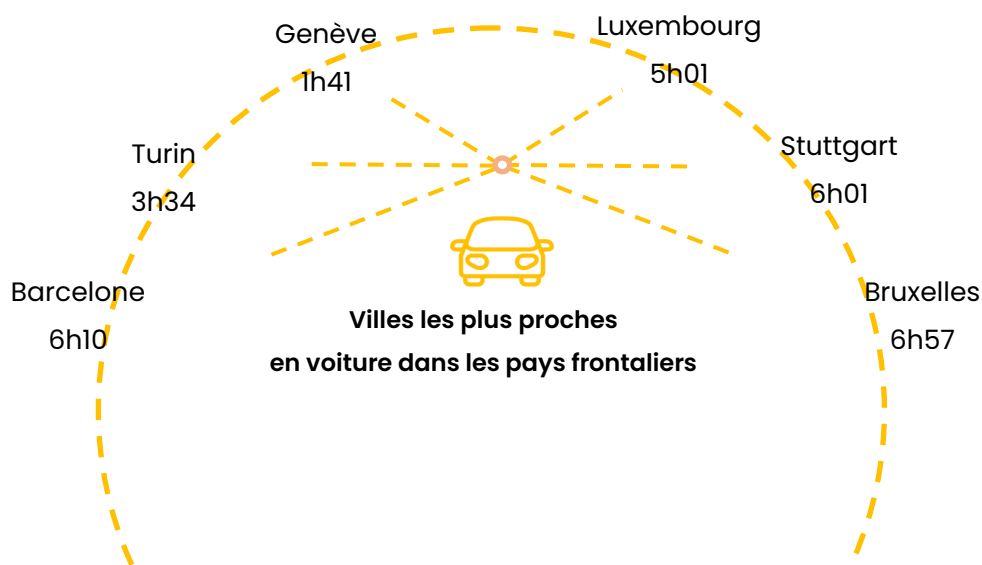 Genève
1h41
Luxembourg
5h01
Turin
3h34
Stuttgart
6h01
Barcelone
6h10
Bruxelles
6h57
Villes les plus proches
en voiture dans les pays frontaliers